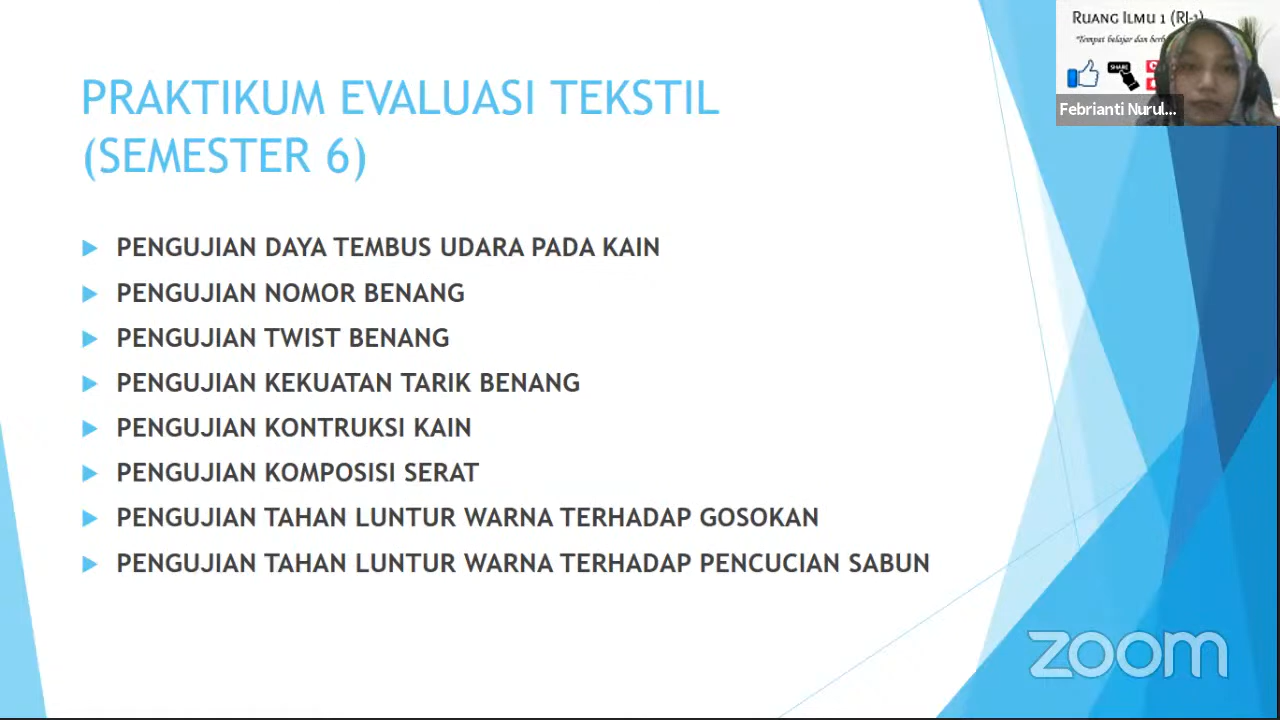 PRAKTIKUM EVALUASI TEKSTIL
(SEMESTER 6)
PENGUJIAN DAYA TEMBUS UDARA PADA KAIN
PENGUJIAN NOMOR BENANG
PENGUJIAN TWIST BENANG
PENGUJIAN KEKUATAN TARIK BENANG
PENGUJIAN KONTRUKSI KAIN
PENGUJIAN KOMPOSISI SERAT
PENGUJIAN TAHAN LUNTUR WARNA TERHADAP GOSOKAN
PENGUJIAN TAHAN LUNTUR WARNA TERHADAP PENCUCIAN SABUN
RUANG ILMU 1 (RI-1)
"Tempat belajar dan
SHARE
Febrianti Nurul...
zoom